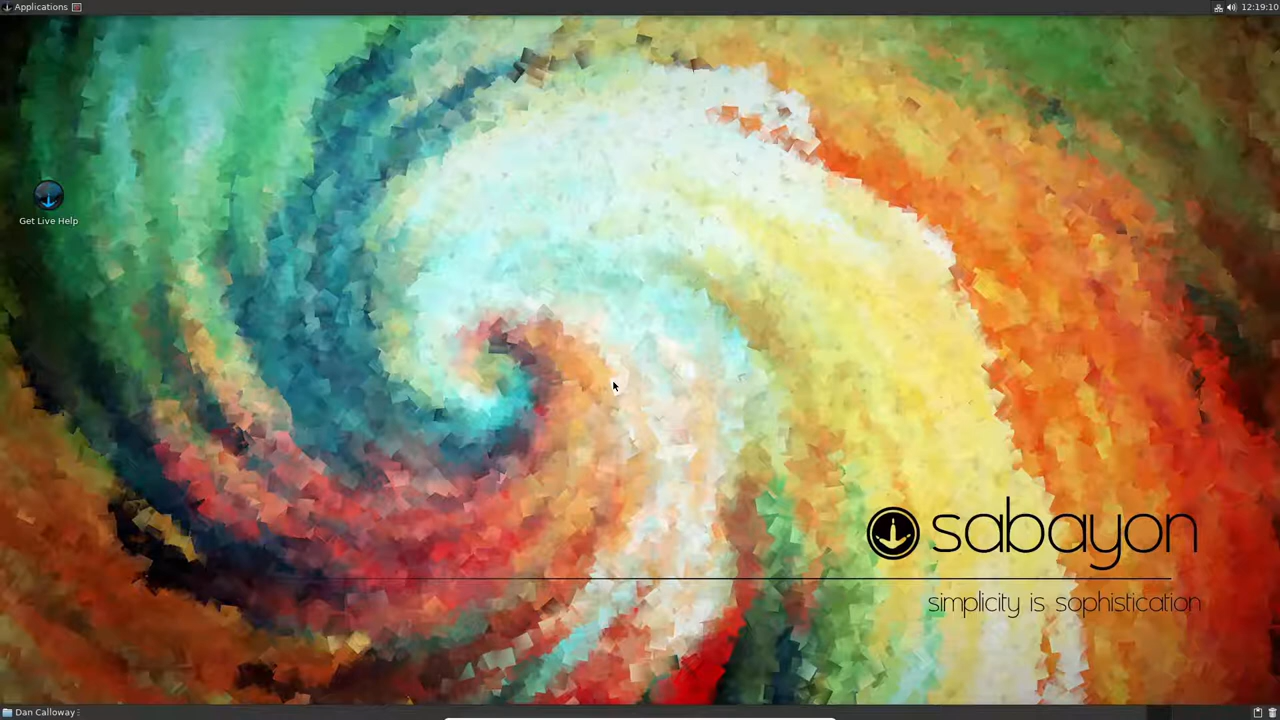 Applications
12:19:10
Get Live Help
sabayon
simplicity is sophistication
Dan Calloway